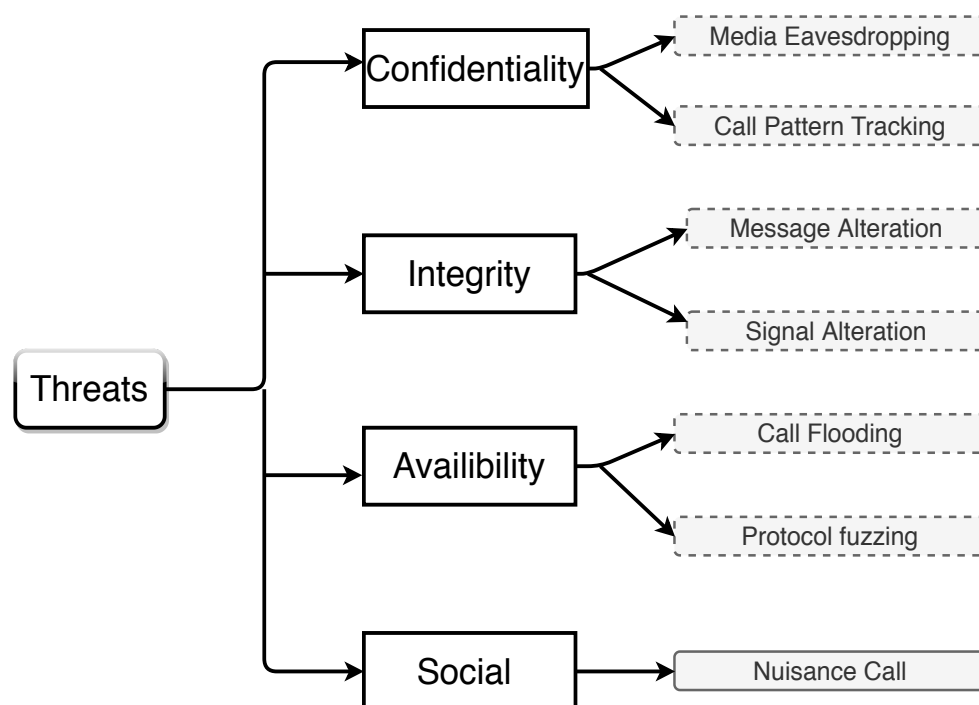 Threats
Confidentiality
Media Eavesdropping
Call Pattern Tracking
Integrity
Message Alteration
Signal Alteration
Availibility
Call Flooding
Protocol fuzzing
Social
Nuisance Call